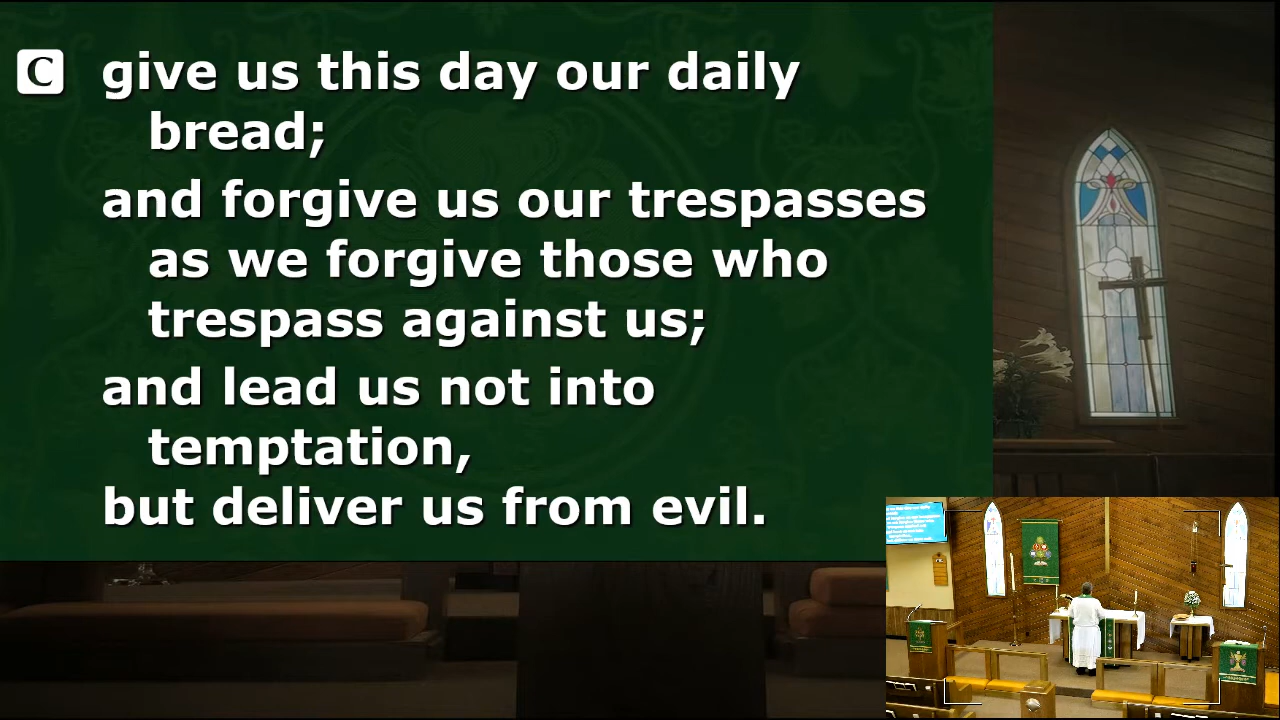 C give us this day our daily
bread;
and forgive us our trespasses
as we forgive those who
trespass against us;
and lead us not into
temptation,
but deliver us from evil.